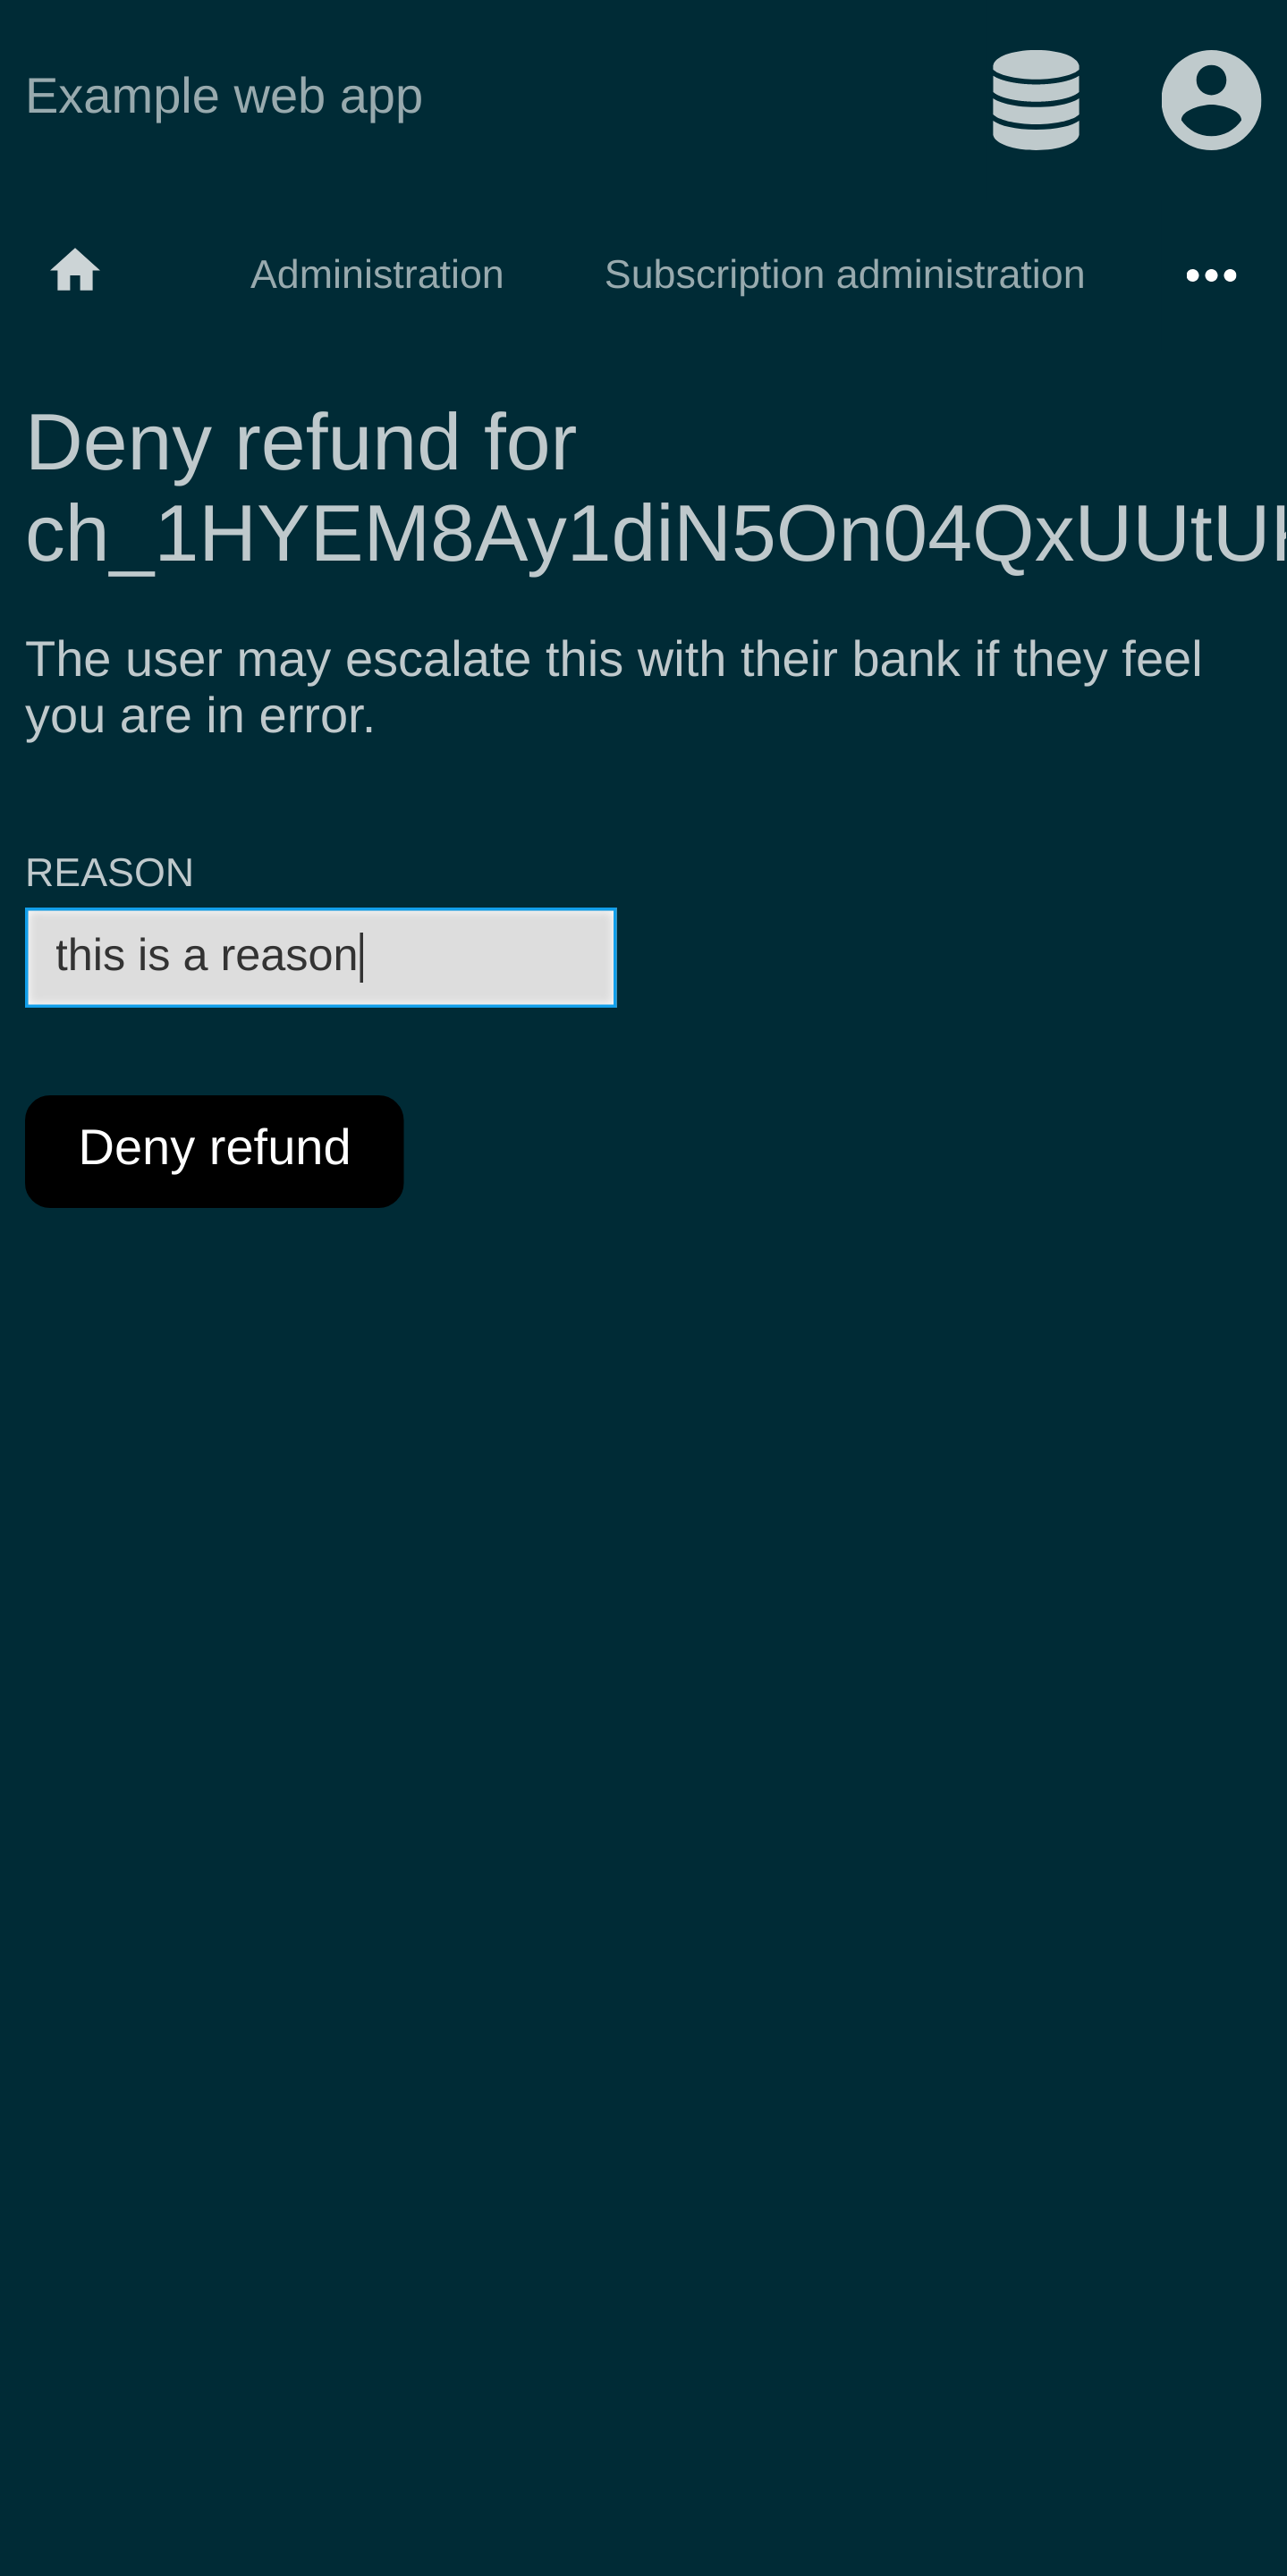 Example web app
Administration Subscription administration
Deny refund for
ch_1HYEM8Ay1diN5On04QxUUtU
The user may escalate this with their bank if they feel
you are in error.
REASON
this is a reason
Deny refund